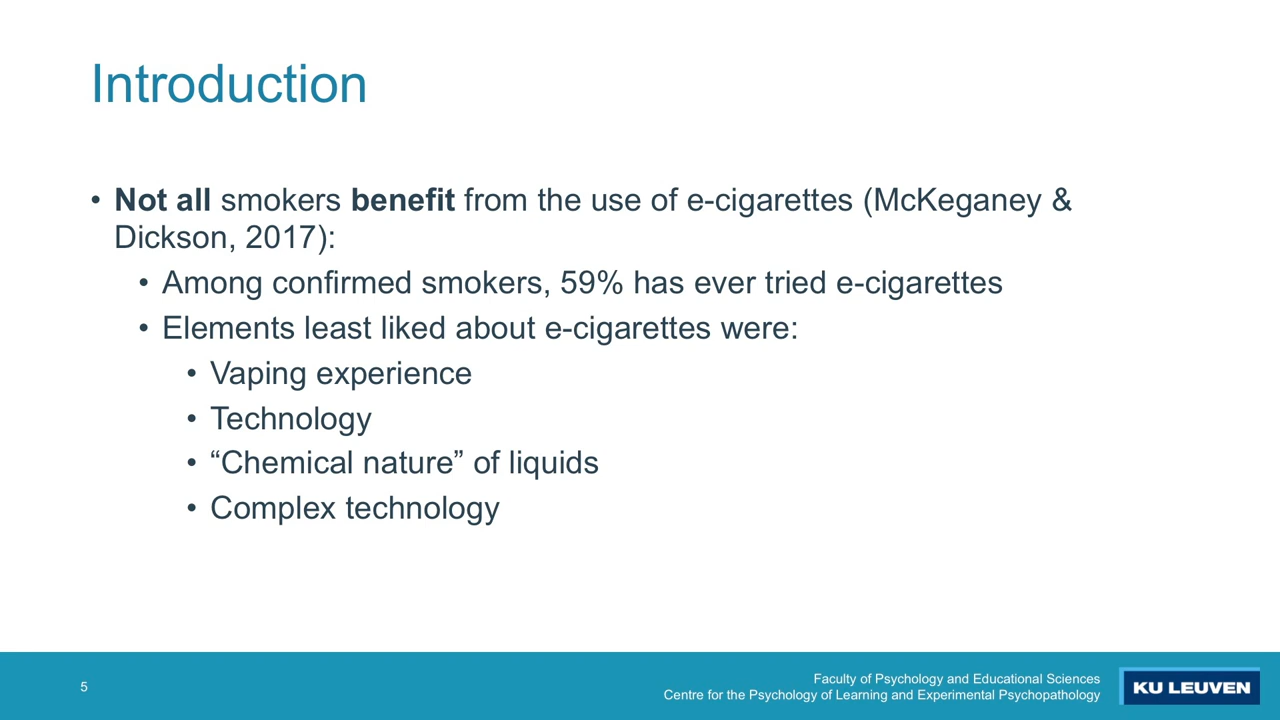 Introduction
• Not all smokers benefit from the use of e-cigarettes (McKeganey &
Dickson, 2017):
• Among confirmed smokers, 59% has ever tried e-cigarettes
• Elements least liked about e-cigarettes were:
• Vaping experience
• Technology
• “Chemical nature” of liquids
• Complex technology
5
Faculty of Psychology and Educational Sciences
Centre for the Psychology of Learning and Experimental Psychopathology
KU LEUVEN